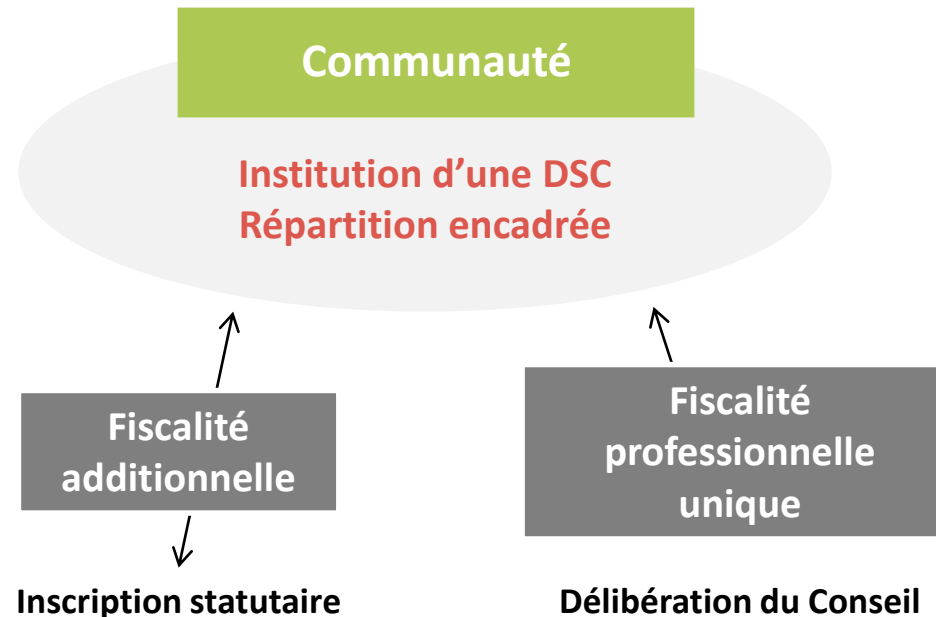 Communauté
Institution d’une DSC
Répartition encadrée
Fiscalité
additionnelle
Fiscalité
professionnelle
unique
Inscription statutaire
Délibération du Conseil